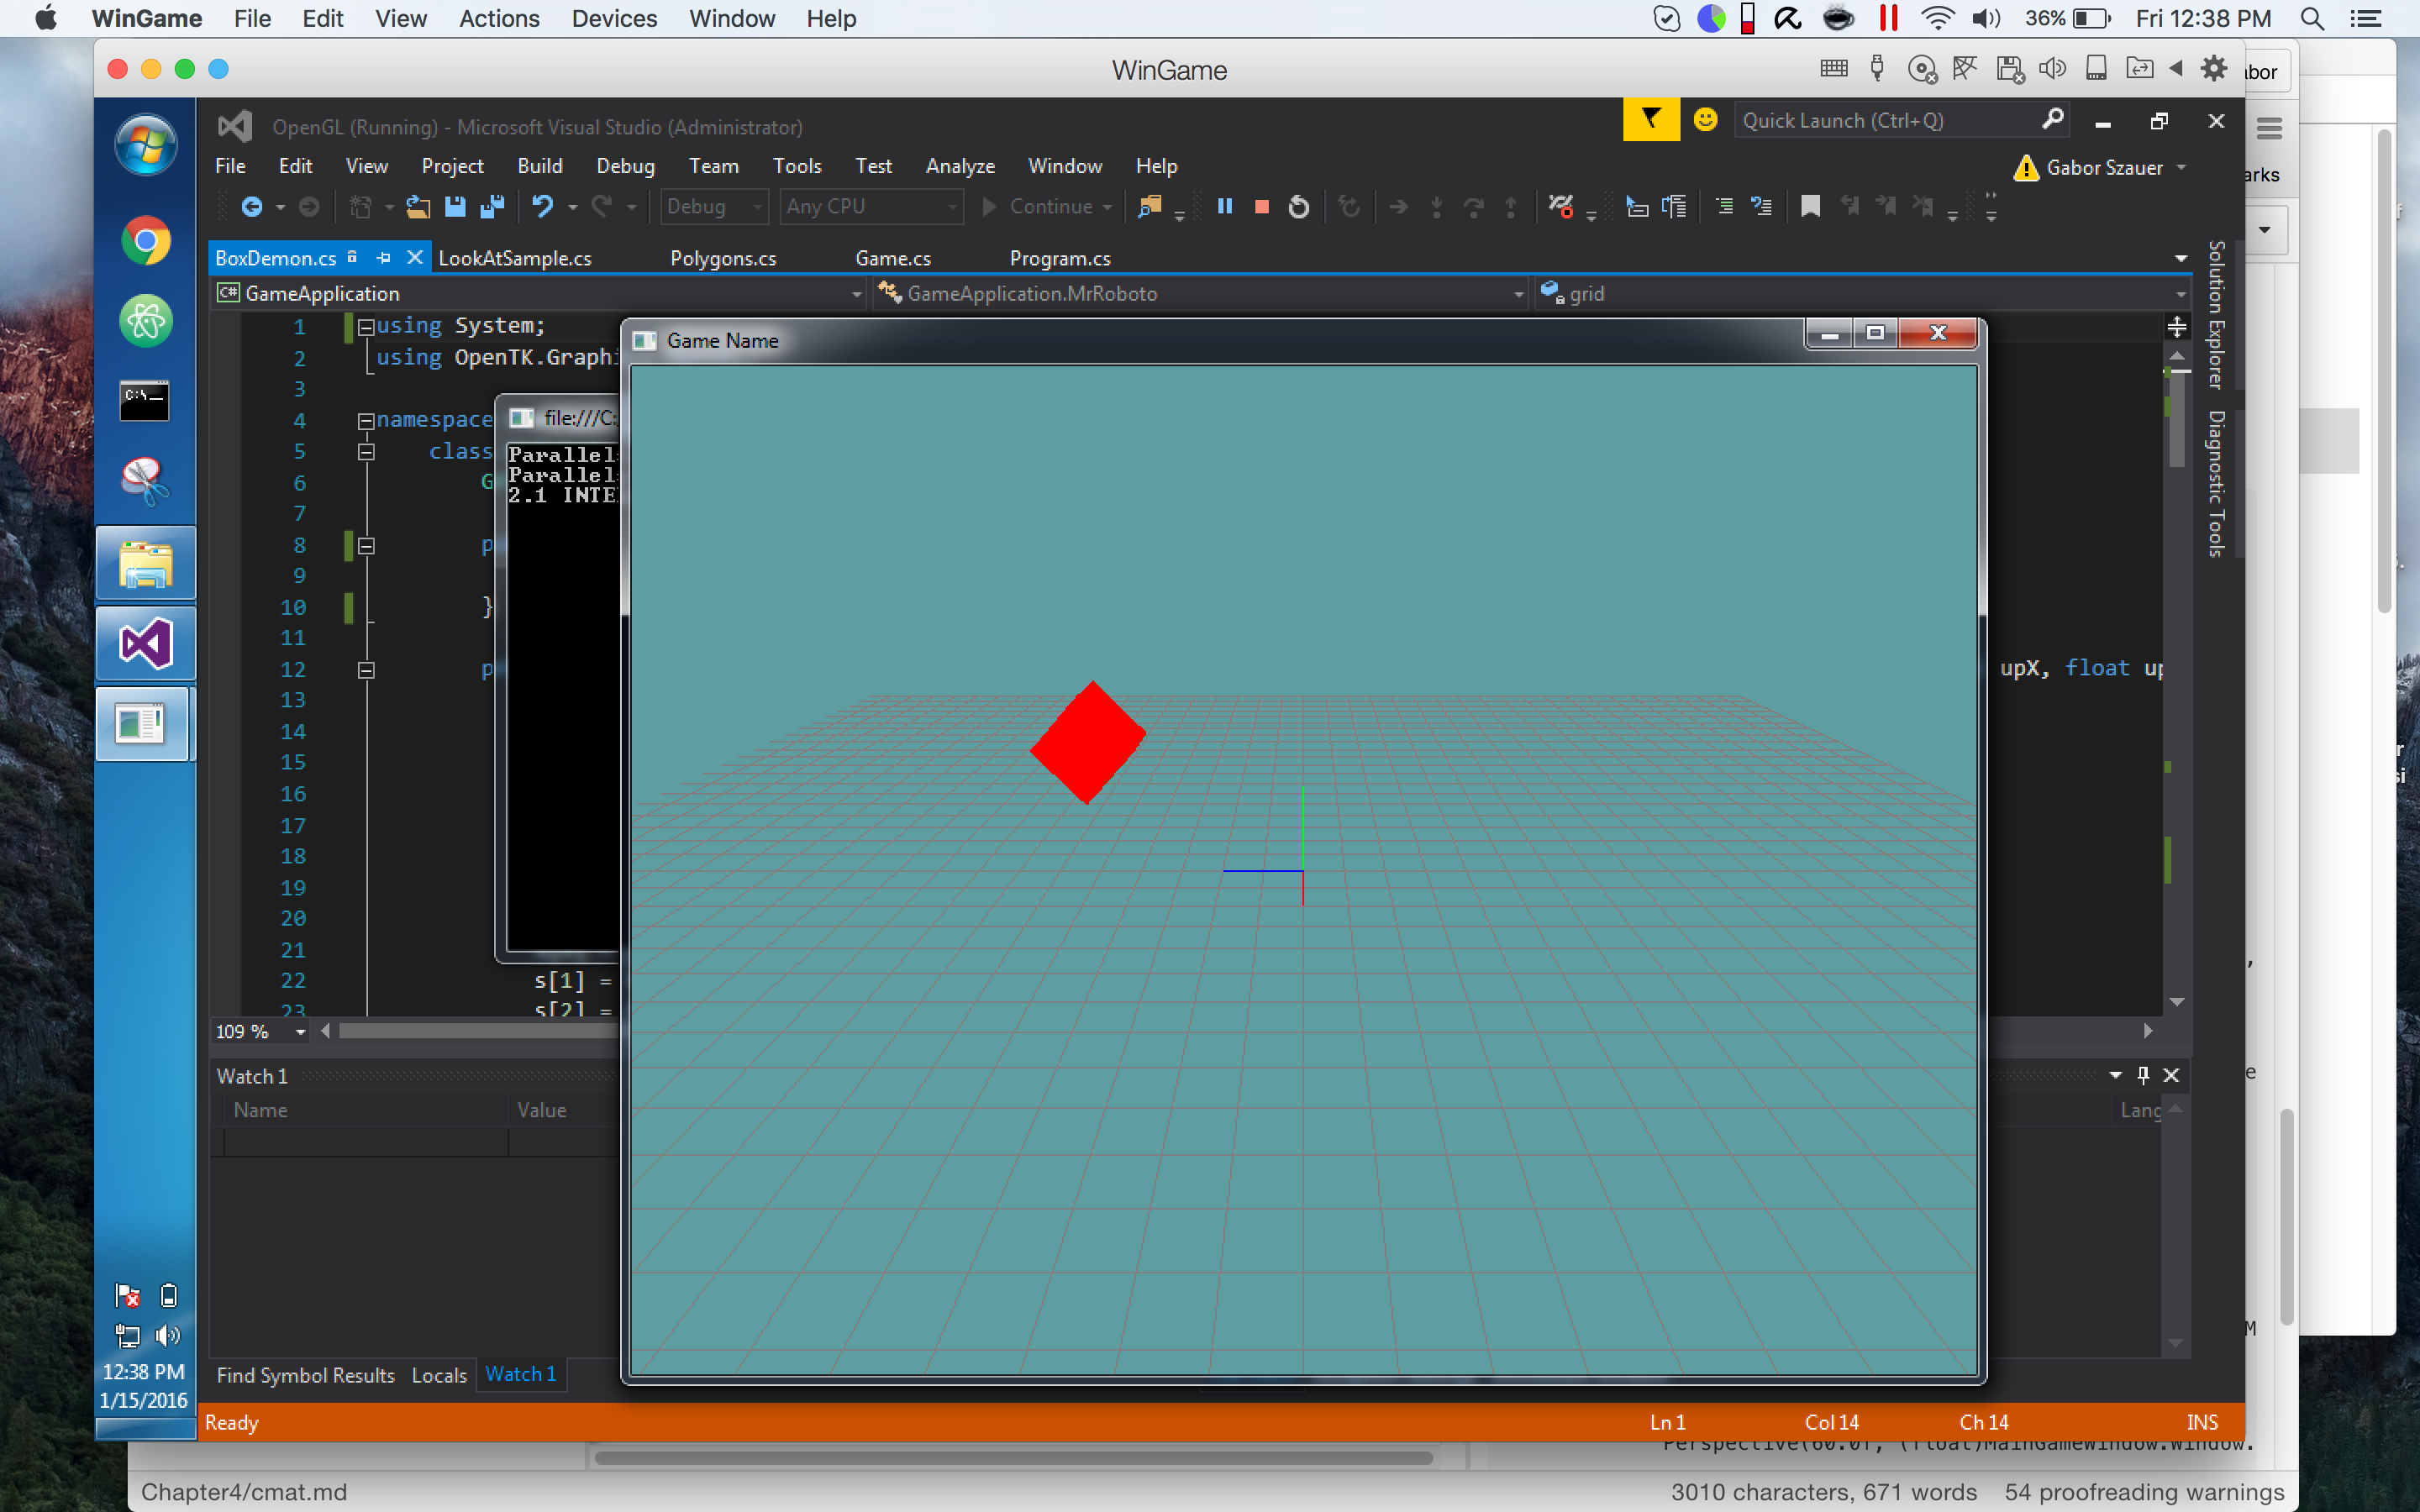 WinGame File Edit View Actions Devices Window Help 36% Fri 12:38 PM
WinGame
OpenGL (Running) - Microsoft Visual Studio (Administrator) Quick Launch (Ctrl+Q)
File Edit View Project Build Debug Team Tools Test Analyze Window Help Gabor Szauer
Debug Any CPU Continue
BoxDemon.cs LookAtSample.cs Polygons.cs Game.cs Program.cs
C# GameApplication GameApplication.MrRoboto grid
Solution Explorer
Diagnostic Tools
1 using System;
2 using OpenTK.Graphi
3
4 namespace
5 class
6 G
7
8 p
9
10 }
11
12 p upX, float up
13
14
15
16
17
18
19
20
21
22 s[1] =
23 s[2] =
Game Name
file:///C:
Parallel
Parallel
2.1 INTE
109 %
Watch 1
Name Value Lang
Find Symbol Results Locals Watch 1
12:38 PM
1/15/2016
Ready Ln 1 Col 14 Ch 14 INS
Perspective(60.0f, (float)MainGameWindow.Window.
Chapter4/cmat.md 3010 characters, 671 words 54 proofreading warnings